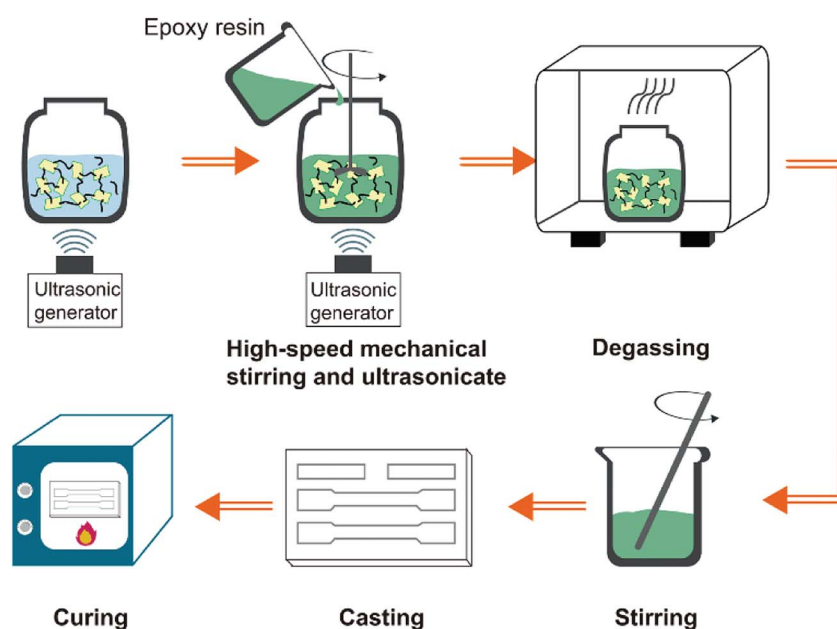 Epoxy resin
Ultrasonic
generator
Ultrasonic
generator
High-speed mechanical
stirring and ultrasonicate
Degassing
Curing
Casting
Stirring